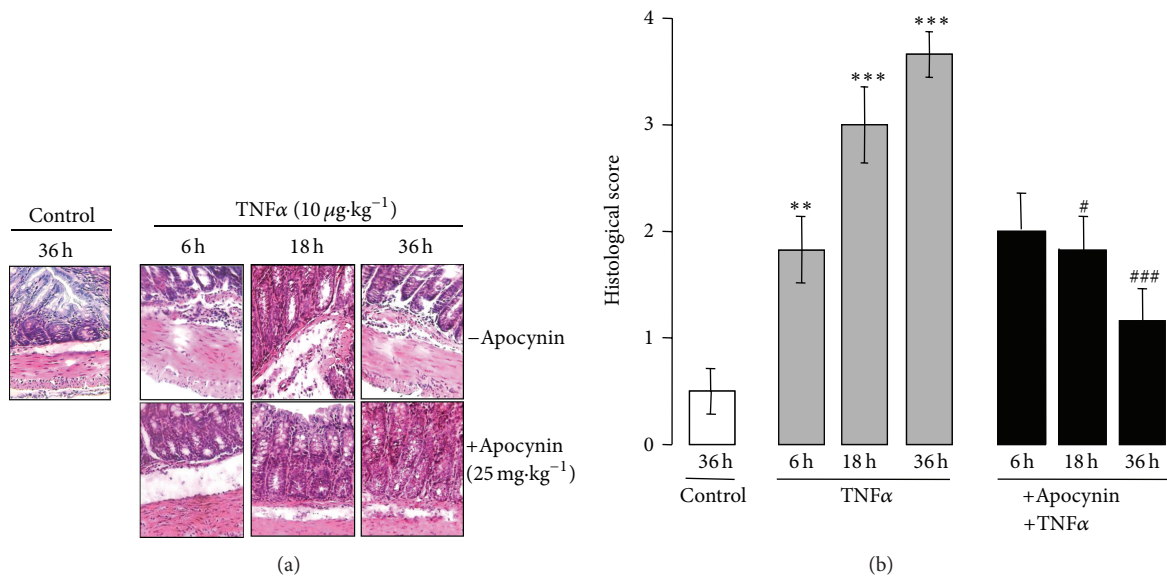 Control
36 h
TNFα (10 μg·kg⁻¹)
6 h 18 h 36 h
−Apocynin
+Apocynin
(25 mg·kg⁻¹)
(a)
Histological score
4
3
2
1
0
**
***
***
#
###
36 h 6 h 18 h 36 h 6 h 18 h 36 h
Control TNFα +Apocynin
+TNFα
(b)